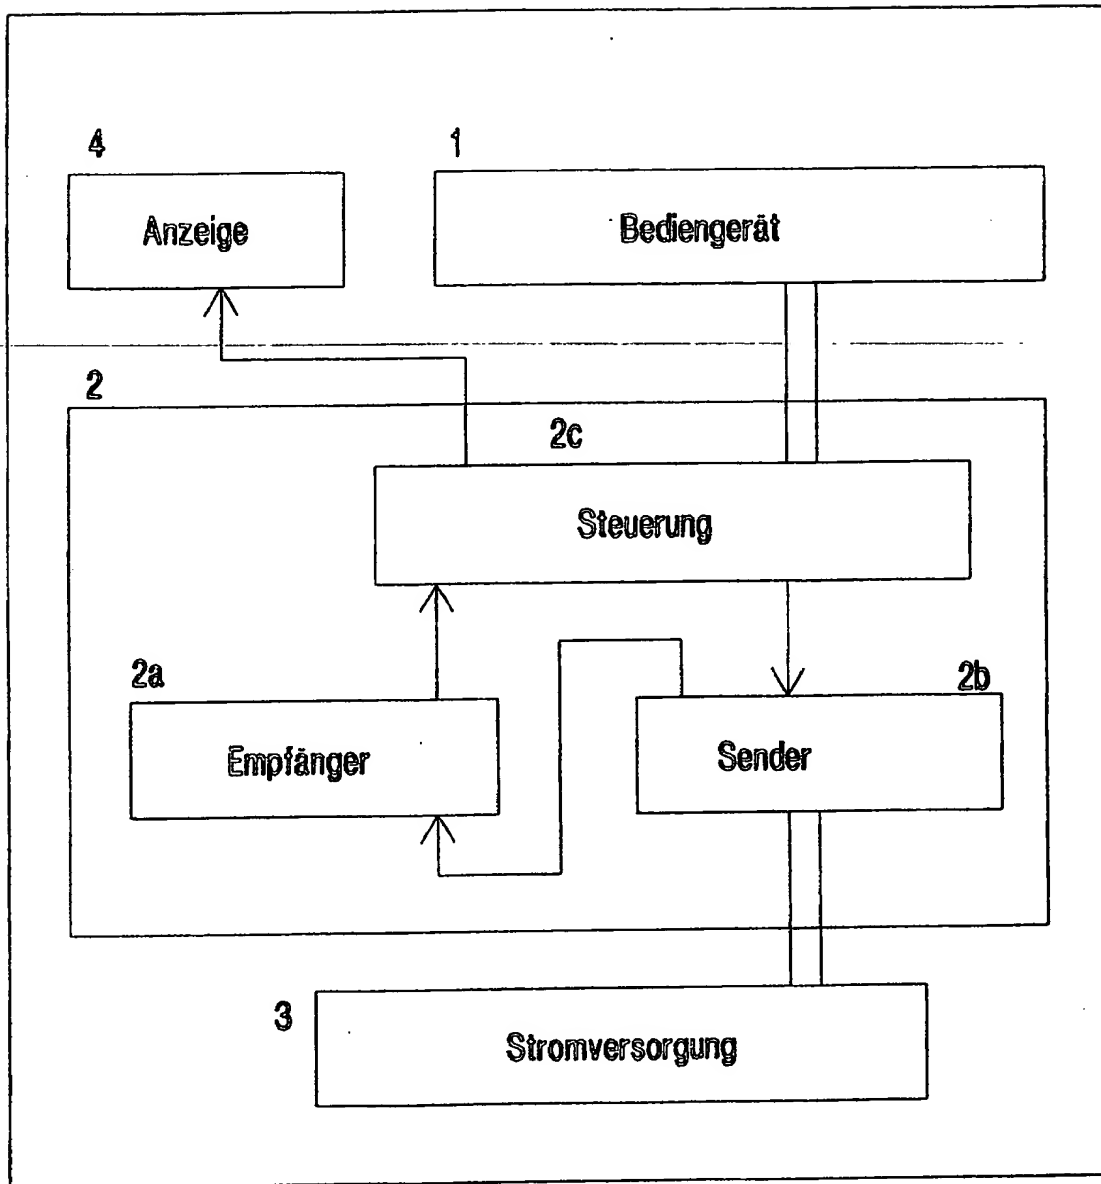 4
Anzeige
1
Bediengerät
2
2c
Steuerung
2a
Empfänger
2b
Sender
3
Stromversorgung